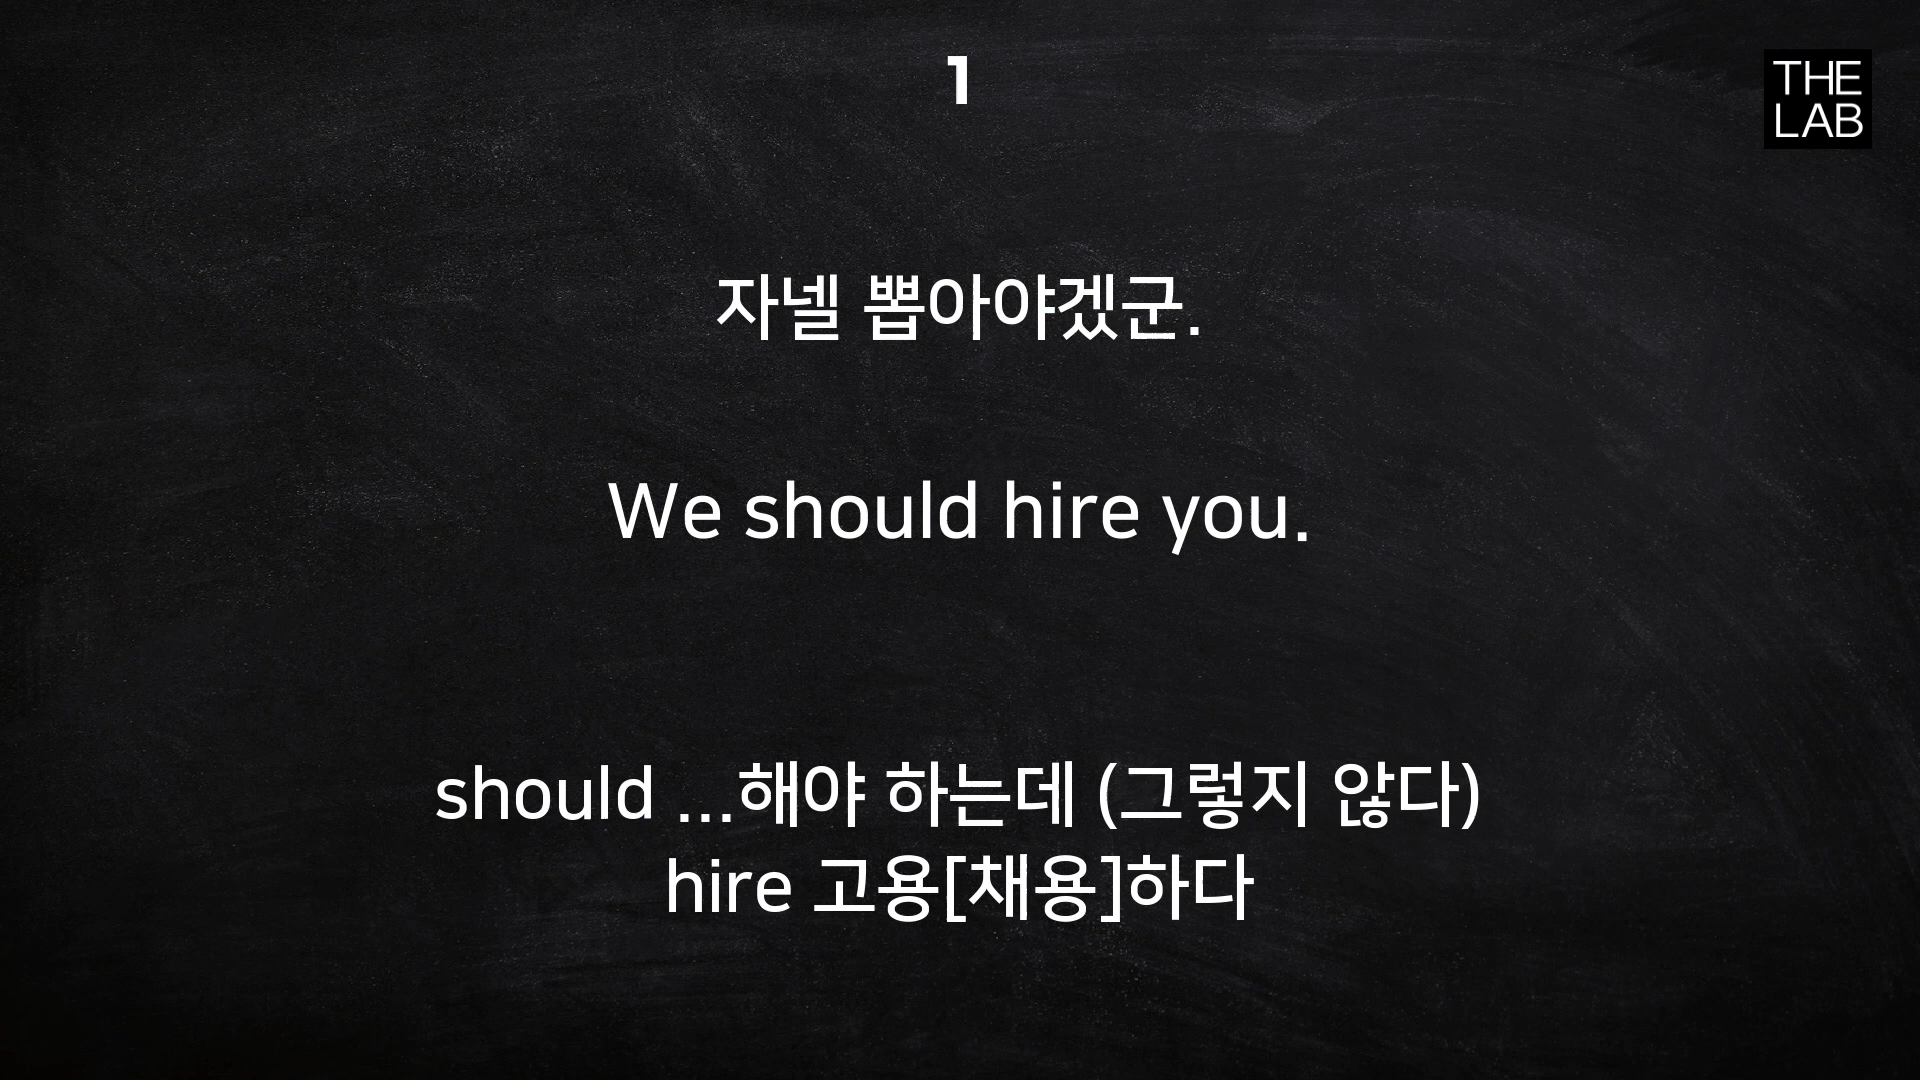 1
THE
LAB
자넬 뽑아야겠군.
We should hire you.
should ...해야 하는데 (그렇지 않다)
hire 고용[채용]하다